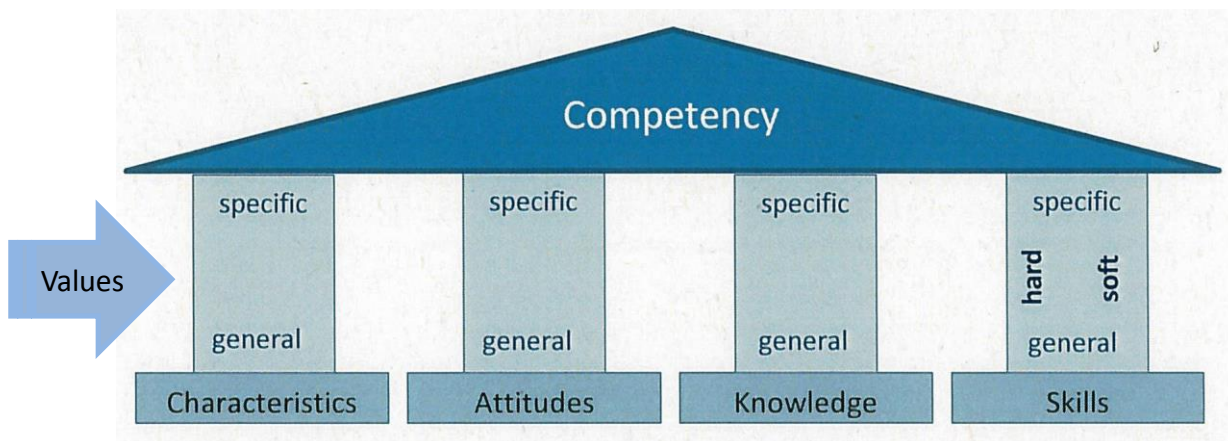 Competency
specific specific specific specific
Values
hard soft
general general general general
Characteristics Attitudes Knowledge Skills